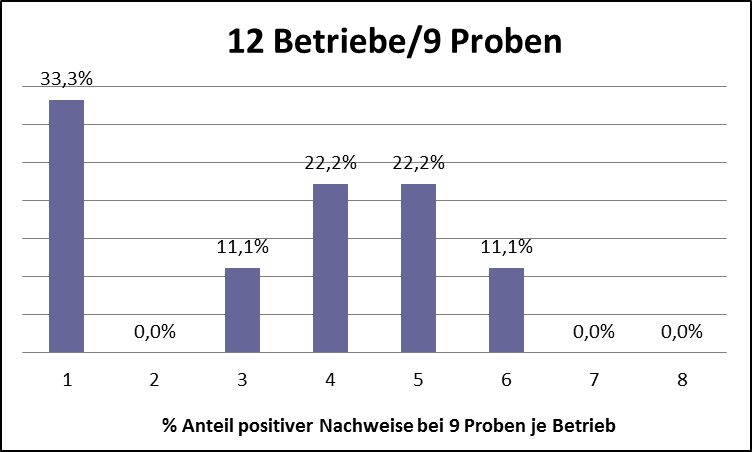 12 Betriebe/9 Proben
33,3%
0,0%
11,1%
22,2%
22,2%
11,1%
0,0%
0,0%
1 2 3 4 5 6 7 8
% Anteil positiver Nachweise bei 9 Proben je Betrieb